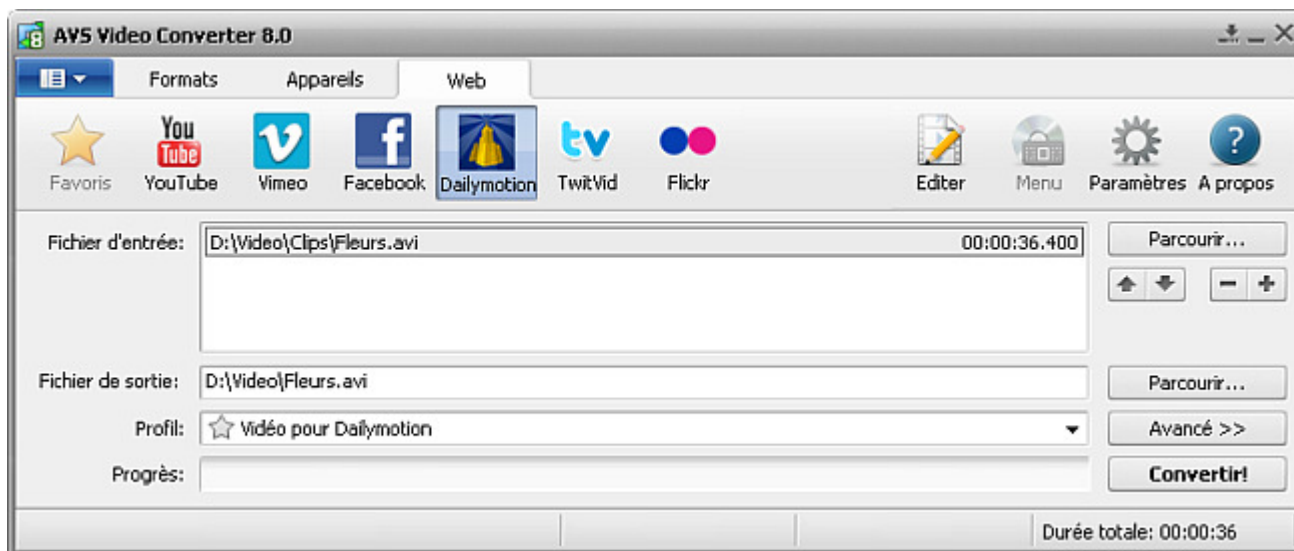 AVS Video Converter 8.0
Formats Appareils Web
You
Tube
Favoris YouTube Vimeo Facebook Dailymotion TwitVid Flickr Editer Menu Paramètres A propos
Fichier d'entrée: D:\Video\Clips\Fleurs.avi 00:00:36.400 Parcourir...
Fichier de sortie: D:\Video\Fleurs.avi Parcourir...
Profil: Vidéo pour Dailymotion Avancé >>
Progrès: Convertir!
Durée totale: 00:00:36